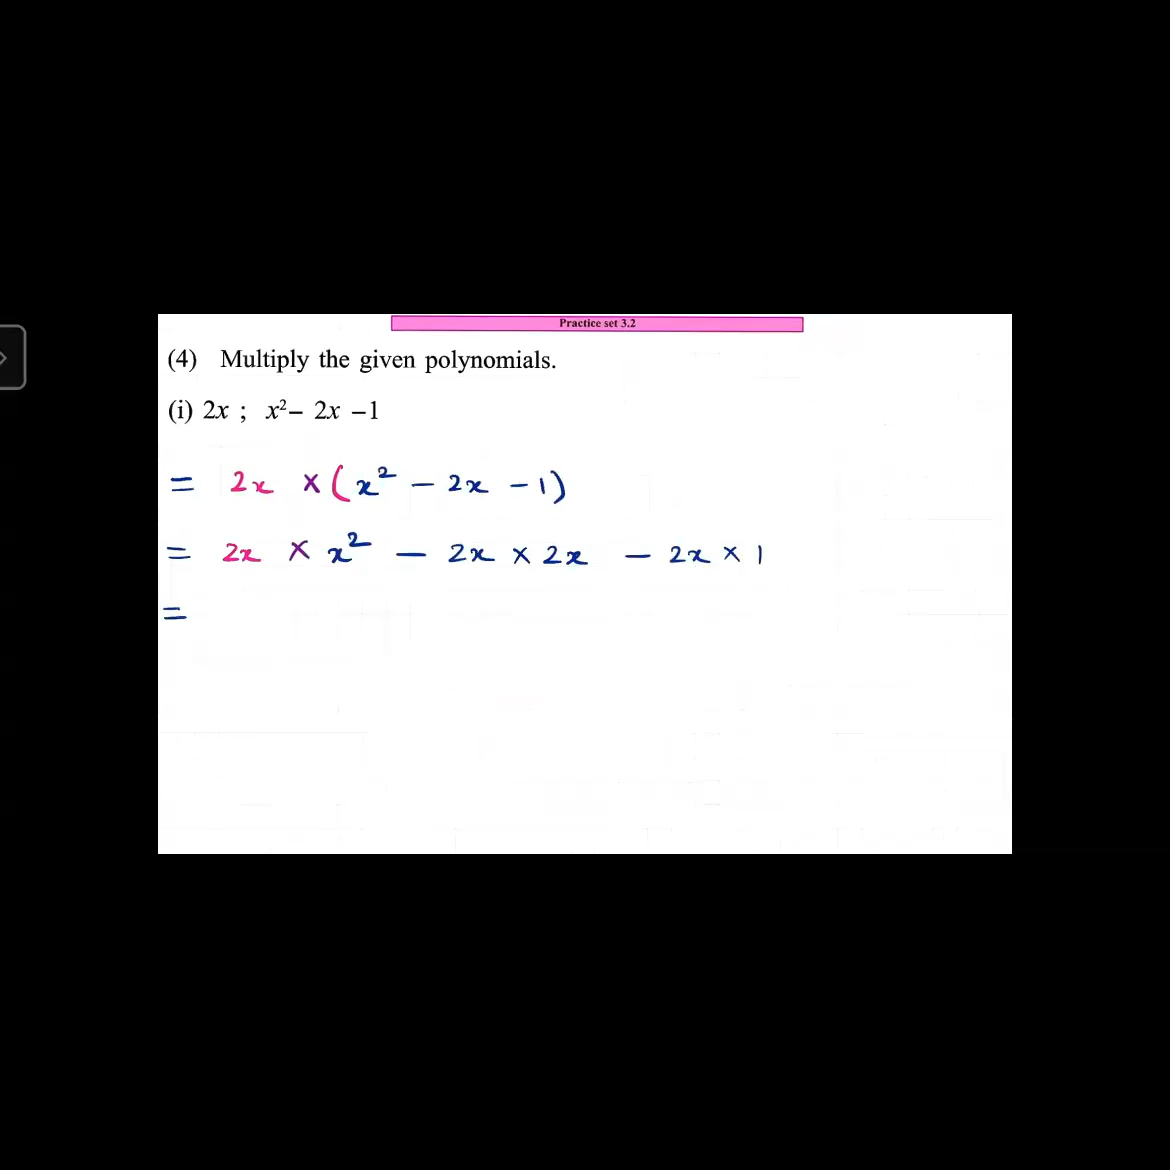 Practice set 3.2
(4) Multiply the given polynomials.
(i) 2x ; x²– 2x –1
= 2x × (x² – 2x – 1)
= 2x × x² – 2x × 2x – 2x × 1
=